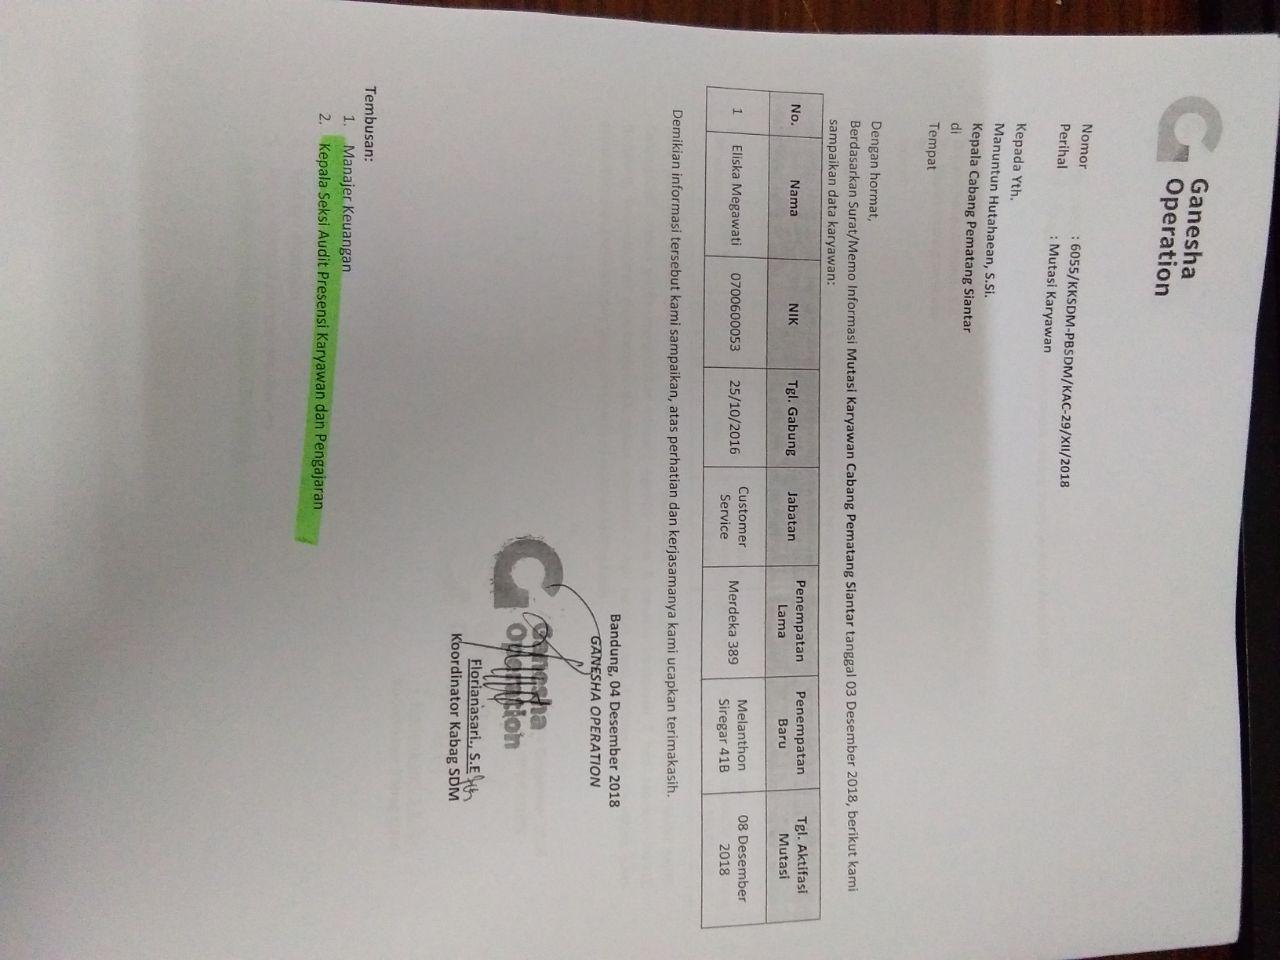 Ganesha
Operation
Nomor : 6055/KKSDM-PBSDM/KAC-29/XII/2018
Perihal : Mutasi Karyawan
Kepada Yth.
Manuntun Hutahaean, S.Si.
Kepala Cabang Pematang Siantar
di
Tempat
Dengan hormat,
Berdasarkan Surat/Memo Informasi Mutasi Karyawan Cabang Pematang Siantar tanggal 03 Desember 2018, berikut kami
sampaikan data karyawan:
No. Nama NIK Tgl. Gabung Jabatan Penempatan Lama Penempatan Baru Tgl. Aktifasi Mutasi
1 Eliska Megawati 0700600053 25/10/2016 Customer Service Merdeka 389 Melanthon Siregar 41B 08 Desember 2018
Demikian informasi tersebut kami sampaikan, atas perhatian dan kerjasamanya kami ucapkan terimakasih.
Bandung, 04 Desember 2018
GANESHA OPERATION
Ganesha
Operation
Florianasari., S.E
Koordinator Kabag SDM
Tembusan:
1. Manajer Keuangan
2. Kepala Seksi Audit Presensi Karyawan dan Pengajaran